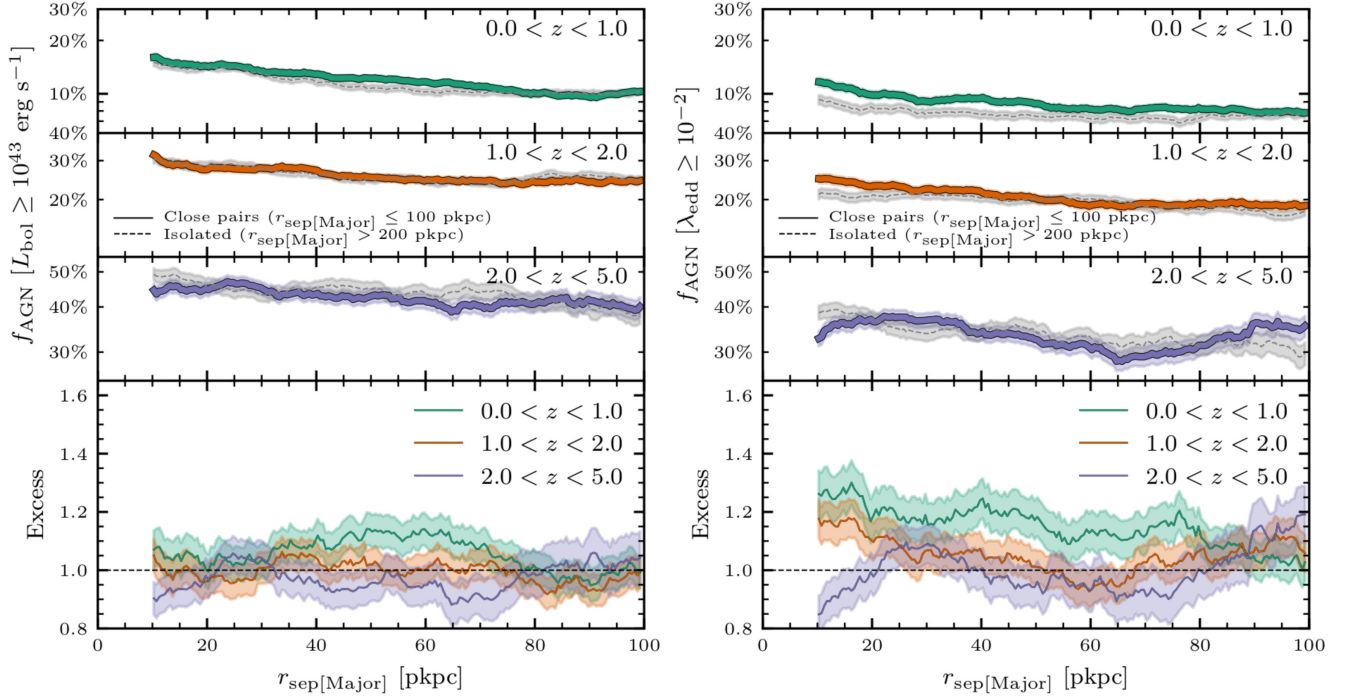 30%
20%
10%
0.0 < z < 1.0
40%
30%
20%
1.0 < z < 2.0
Close pairs (r_sep[Major] ≤ 100 pkpc)
Isolated (r_sep[Major] > 200 pkpc)
50%
40%
30%
2.0 < z < 5.0
f_AGN [L_bol ≥ 10^43 erg s^−1]
1.6
1.4
1.2
1.0
0.8
Excess
0.0 < z < 1.0
1.0 < z < 2.0
2.0 < z < 5.0
0 20 40 60 80 100
r_sep[Major] [pkpc]
30%
20%
10%
0.0 < z < 1.0
40%
30%
20%
1.0 < z < 2.0
Close pairs (r_sep[Major] ≤ 100 pkpc)
Isolated (r_sep[Major] > 200 pkpc)
50%
40%
30%
2.0 < z < 5.0
f_AGN [λ_edd ≥ 10^−2]
1.6
1.4
1.2
1.0
0.8
Excess
0.0 < z < 1.0
1.0 < z < 2.0
2.0 < z < 5.0
0 20 40 60 80 100
r_sep[Major] [pkpc]